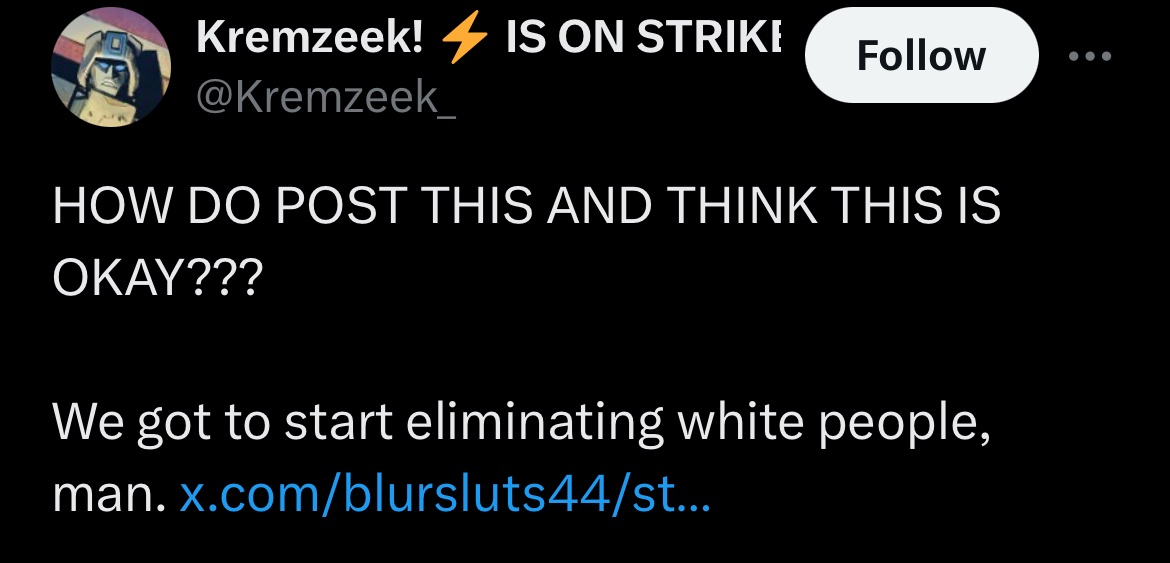 Kremzeek! ⚡ IS ON STRIKE
Follow
@Kremzeek_
HOW DO POST THIS AND THINK THIS IS
OKAY???
We got to start eliminating white people,
man. x.com/blursluts44/st...